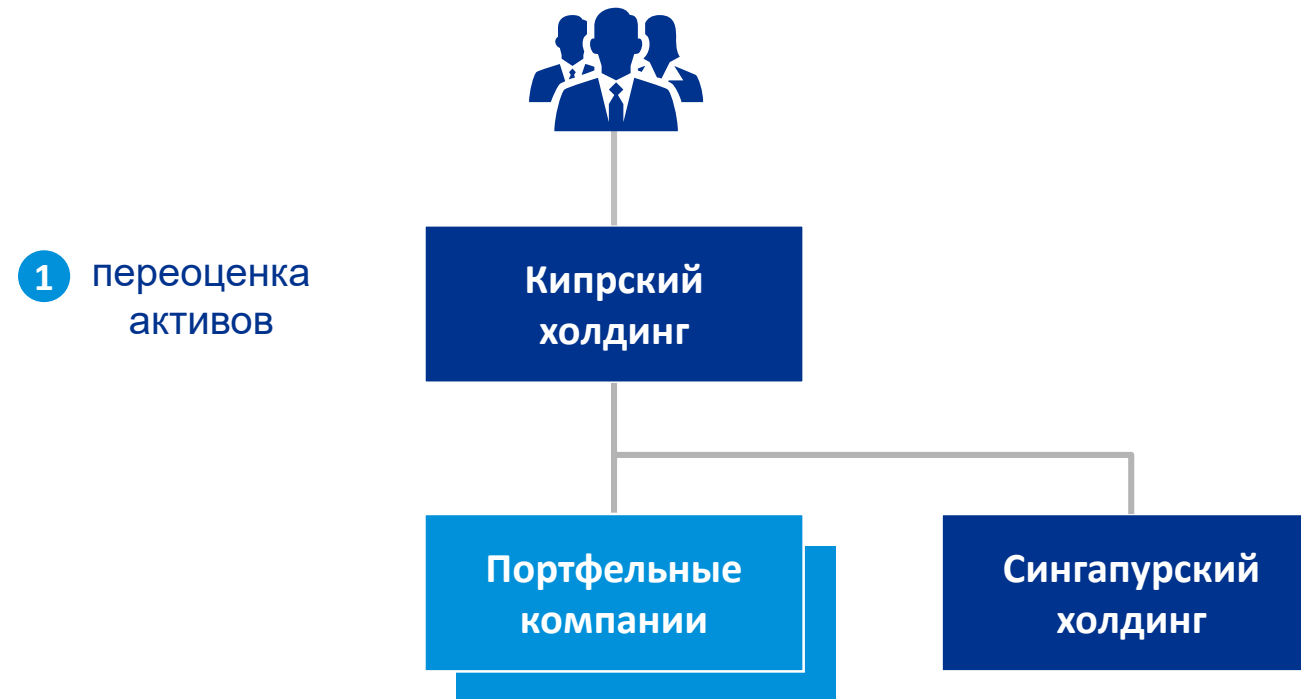 1 переоценка
активов
Кипрский
холдинг
Портфельные
компании
Сингапурский
холдинг